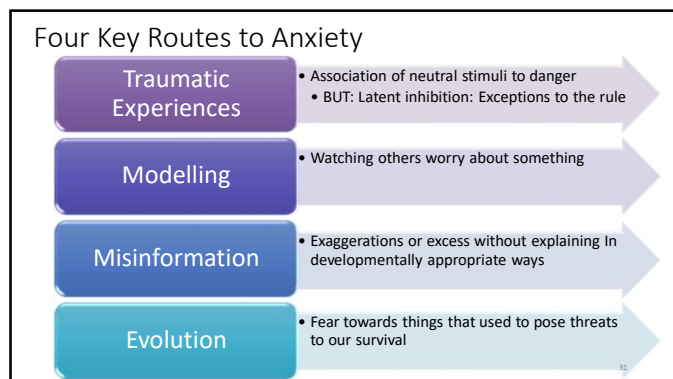 Four Key Routes to Anxiety
Traumatic
Experiences
• Association of neutral stimuli to danger
• BUT: Latent inhibition: Exceptions to the rule
Modelling
• Watching others worry about something
Misinformation
• Exaggerations or excess without explaining In
developmentally appropriate ways
Evolution
• Fear towards things that used to pose threats
to our survival
31